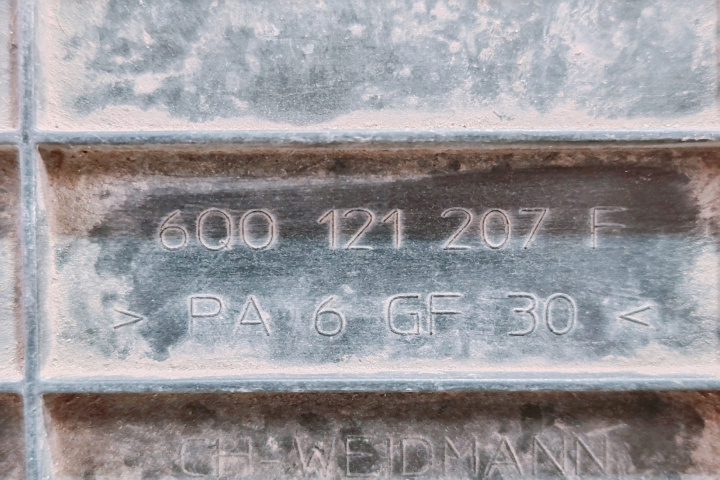 6Q0 121 207 F
> PA 6 GF 30 <
CH-WEIDMANN